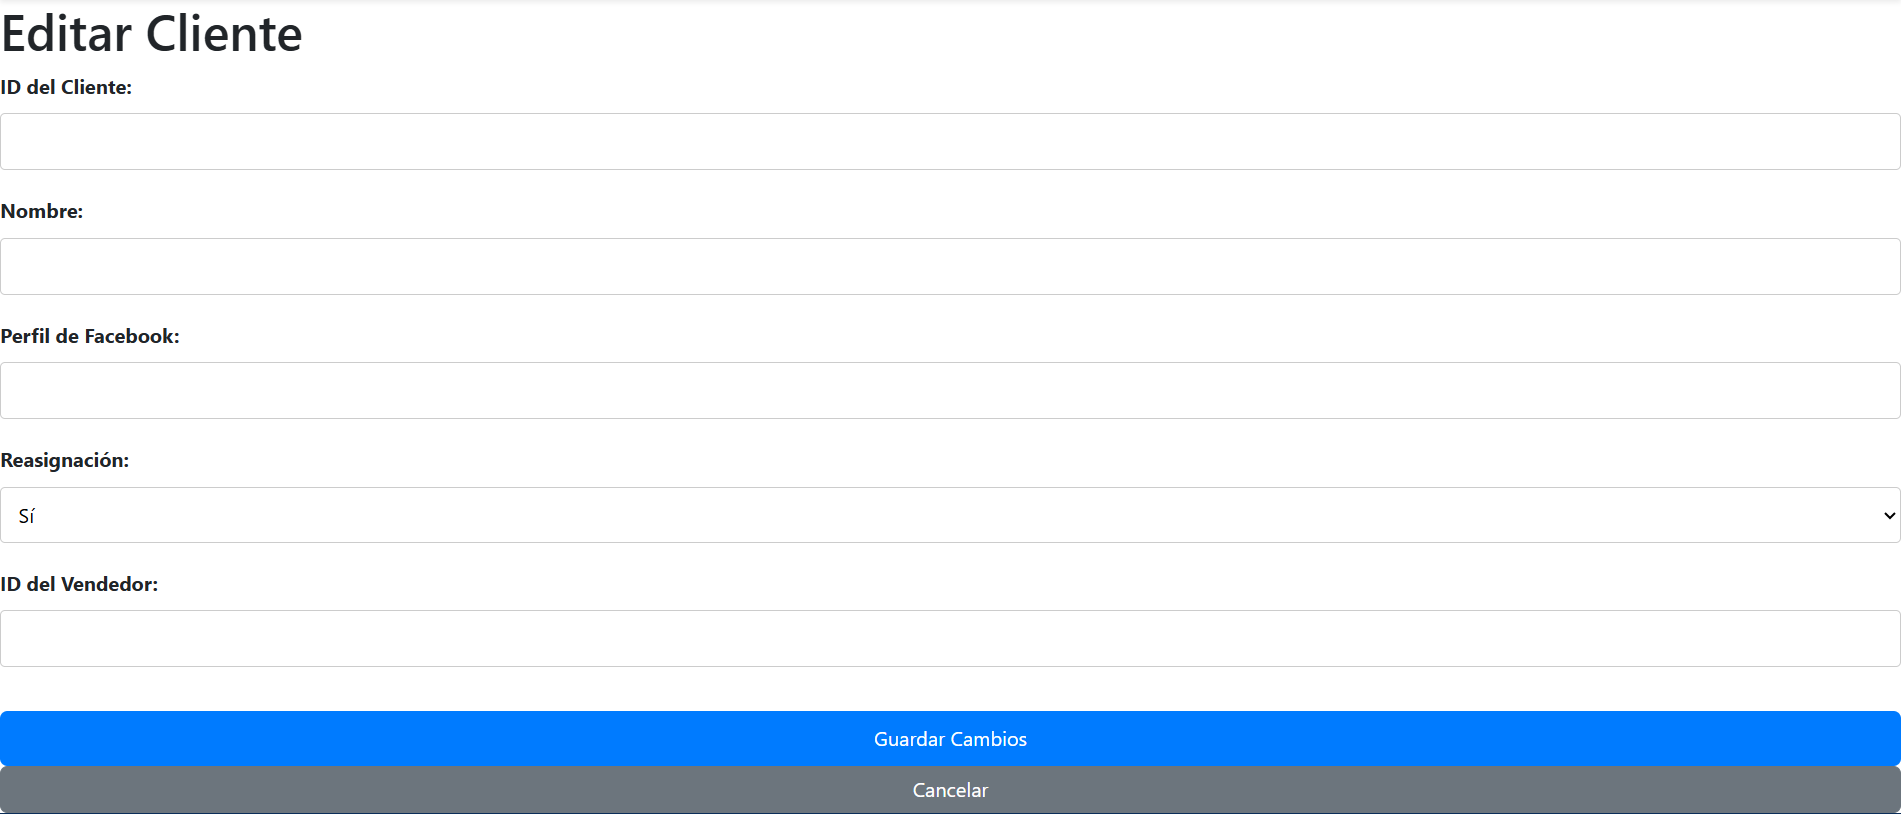 Editar Cliente
ID del Cliente:
Nombre:
Perfil de Facebook:
Reasignación:
Sí
ID del Vendedor:
Guardar Cambios
Cancelar